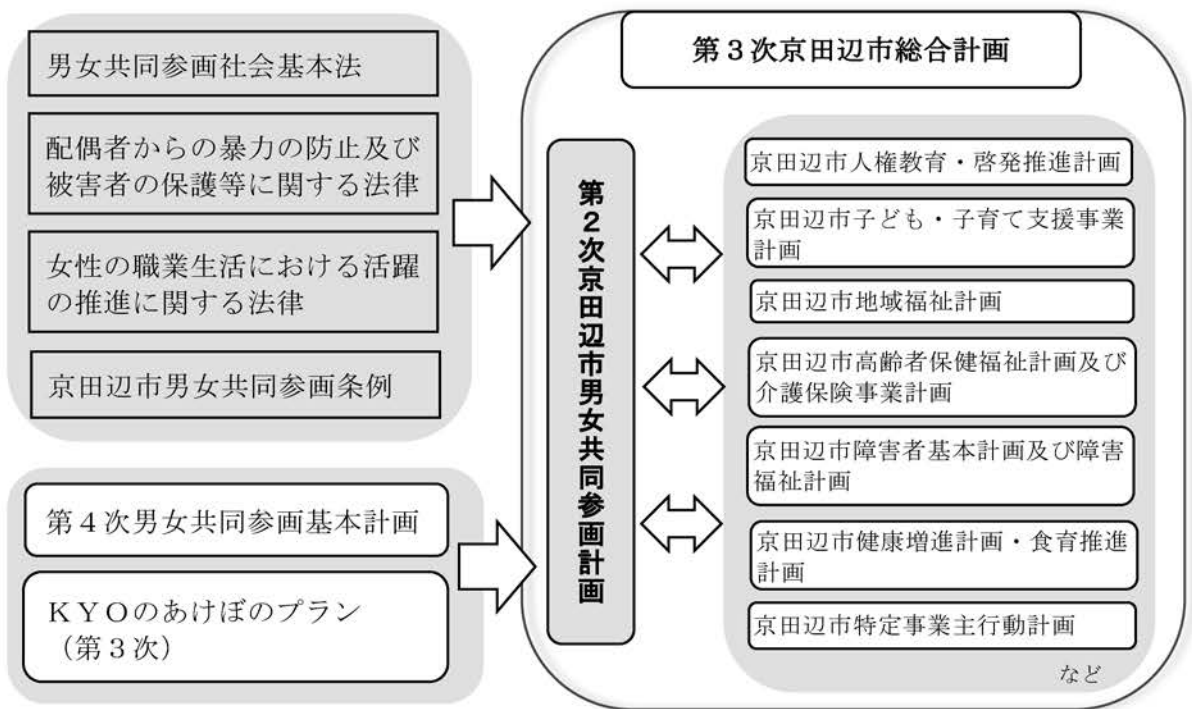 男女共同参画社会基本法
配偶者からの暴力の防止及び
被害者の保護等に関する法律
女性の職業生活における活躍
の推進に関する法律
京田辺市男女共同参画条例
第4次男女共同参画基本計画
KYOのあけぼのプラン
(第3次)
第3次京田辺市総合計画
第2次京田辺市男女共同参画計画
京田辺市人権教育・啓発推進計画
京田辺市子ども・子育て支援事業
計画
京田辺市地域福祉計画
京田辺市高齢者保健福祉計画及び
介護保険事業計画
京田辺市障害者基本計画及び障害
福祉計画
京田辺市健康増進計画・食育推進
計画
京田辺市特定事業主行動計画
など